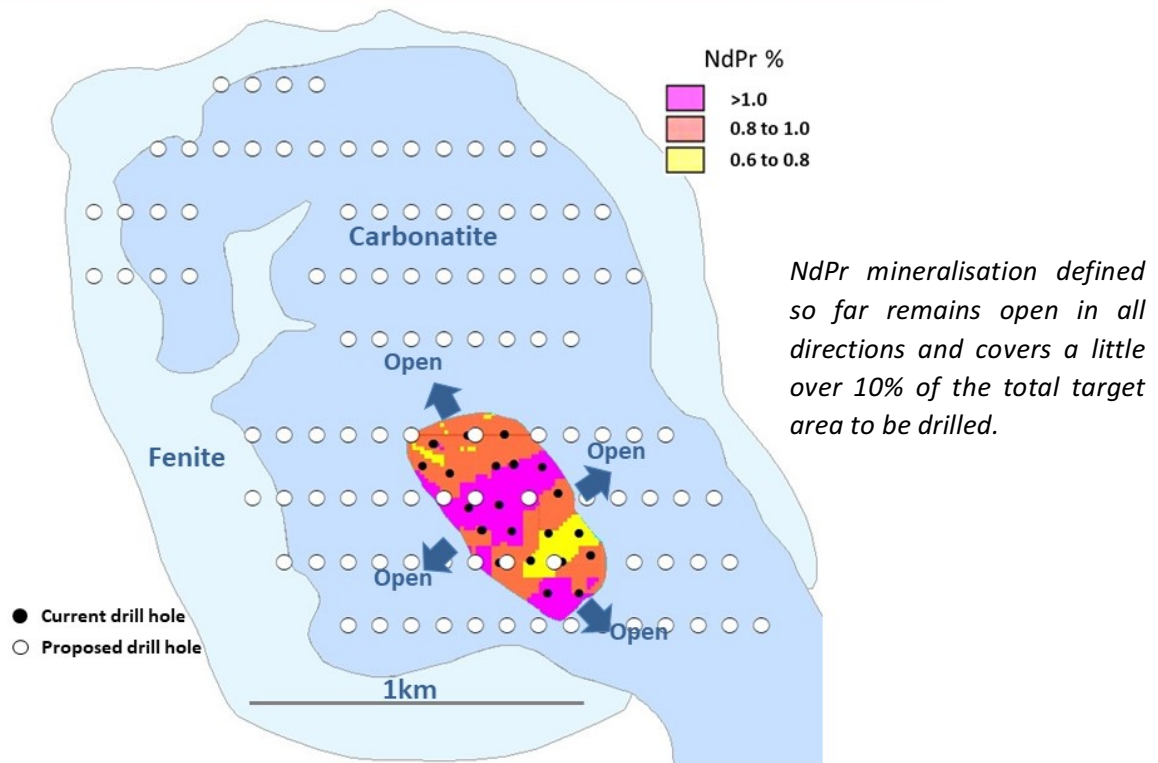 NdPr %
>1.0
0.8 to 1.0
0.6 to 0.8
Carbonatite
NdPr mineralisation defined
so far remains open in all
directions and covers a little
over 10% of the total target
area to be drilled.
Open
Fenite
Open
Open
Current drill hole
Proposed drill hole
Open
1km